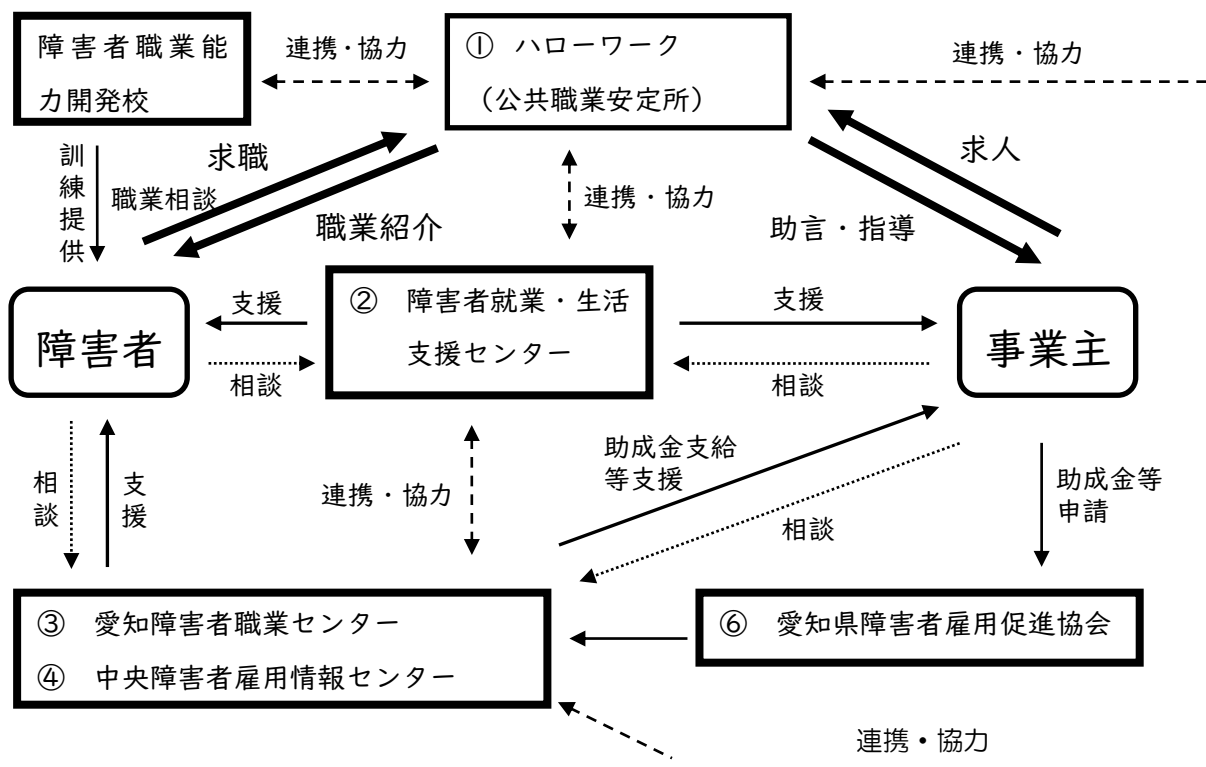 障害者職業能
力開発校
連携・協力
① ハローワーク
（公共職業安定所）
連携・協力
訓練提供
求職
職業相談
職業紹介
連携・協力
求人
助言・指導
障害者
支援
相談
② 障害者就業・生活
支援センター
支援
相談
事業主
相談
支援
連携・協力
助成金支給
等支援
相談
助成金等
申請
③ 愛知障害者職業センター
④ 中央障害者雇用情報センター
⑥ 愛知県障害者雇用促進協会
連携・協力